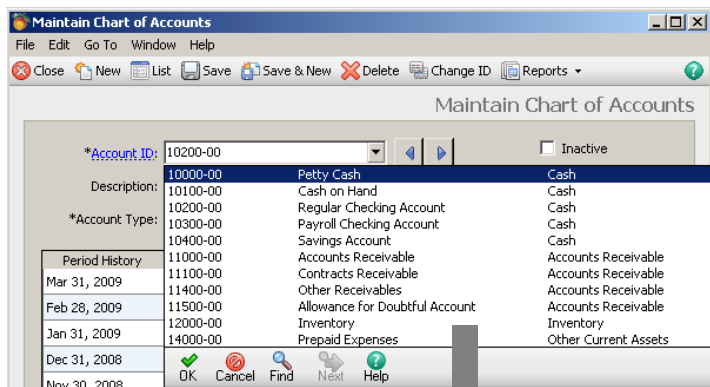 Maintain Chart of Accounts
File Edit Go To Window Help
Close New List Save Save & New Delete Change ID Reports
Maintain Chart of Accounts
*Account ID: 10200-00 Inactive
Description:
*Account Type:
10000-00 Petty Cash Cash
10100-00 Cash on Hand Cash
10200-00 Regular Checking Account Cash
10300-00 Payroll Checking Account Cash
10400-00 Savings Account Cash
11000-00 Accounts Receivable Accounts Receivable
11100-00 Contracts Receivable Accounts Receivable
11400-00 Other Receivables Accounts Receivable
11500-00 Allowance for Doubtful Account Accounts Receivable
12000-00 Inventory Inventory
14000-00 Prepaid Expenses Other Current Assets
OK Cancel Find Next Help
Period History
Mar 31, 2009
Feb 28, 2009
Jan 31, 2009
Dec 31, 2008
Nov 30, 2008